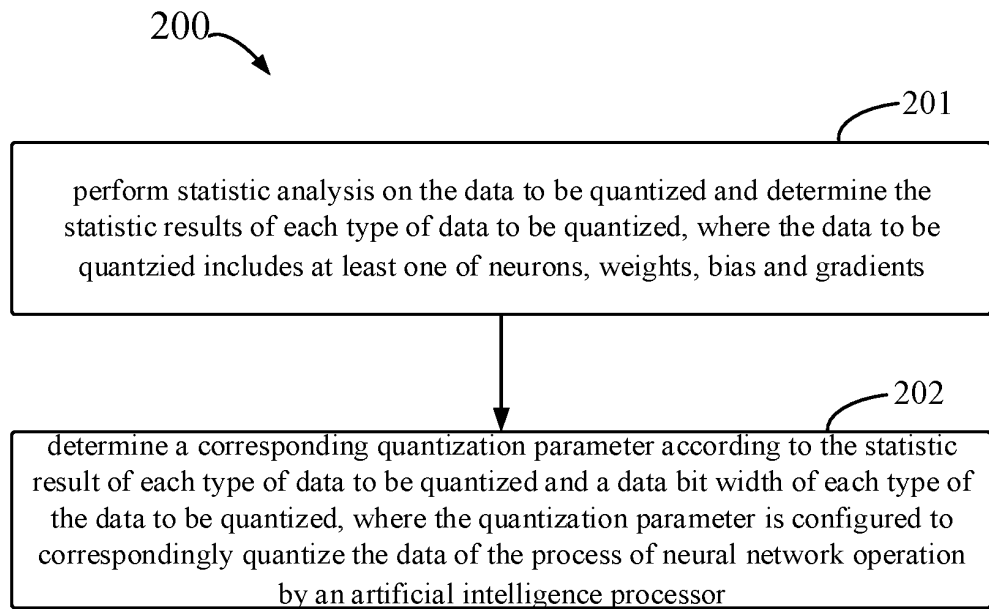 200
201
perform statistic analysis on the data to be quantized and determine the
statistic results of each type of data to be quantized, where the data to be
quantzied includes at least one of neurons, weights, bias and gradients
202
determine a corresponding quantization parameter according to the statistic
result of each type of data to be quantized and a data bit width of each type of
the data to be quantized, where the quantization parameter is configured to
correspondingly quantize the data of the process of neural network operation
by an artificial intelligence processor